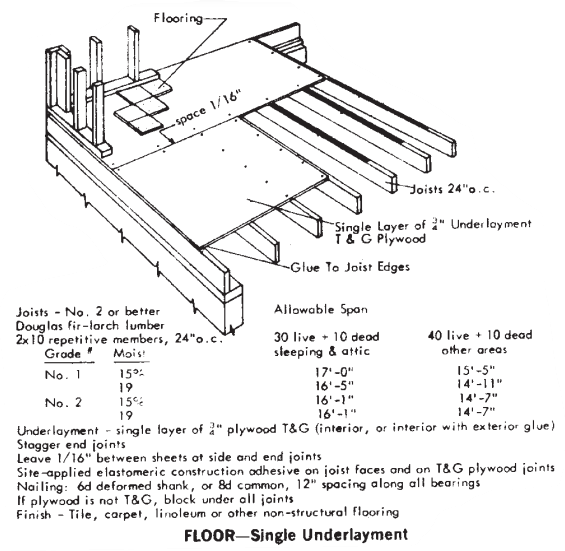 Flooring
space 1/16"
Joists 24"o.c.
Single Layer of 3/4" Underlayment
T & G Plywood
Glue To Joist Edges
Joists - No. 2 or better
Douglas fir-larch lumber
2x10 repetitive members, 24"o.c.
Allowable Span
30 live + 10 dead 40 live + 10 dead
sleeping & attic other areas
Grade # Moist
No. 1 15% 17'-0" 15'-5"
19 16'-5" 14'-11"
No. 2 15% 16'-1" 14'-7"
19 16'-1" 14'-7"
Underlayment - single layer of 3/4" plywood T&G (interior, or interior with exterior glue)
Stagger end joints
Leave 1/16" between sheets at side and end joints
Site-applied elastomeric construction adhesive on joist faces and on T&G plywood joints
Nailing: 6d deformed shank, or 8d common, 12" spacing along all bearings
If plywood is not T&G, block under all joints
Finish - Tile, carpet, linoleum or other non-structural flooring
FLOOR—Single Underlayment